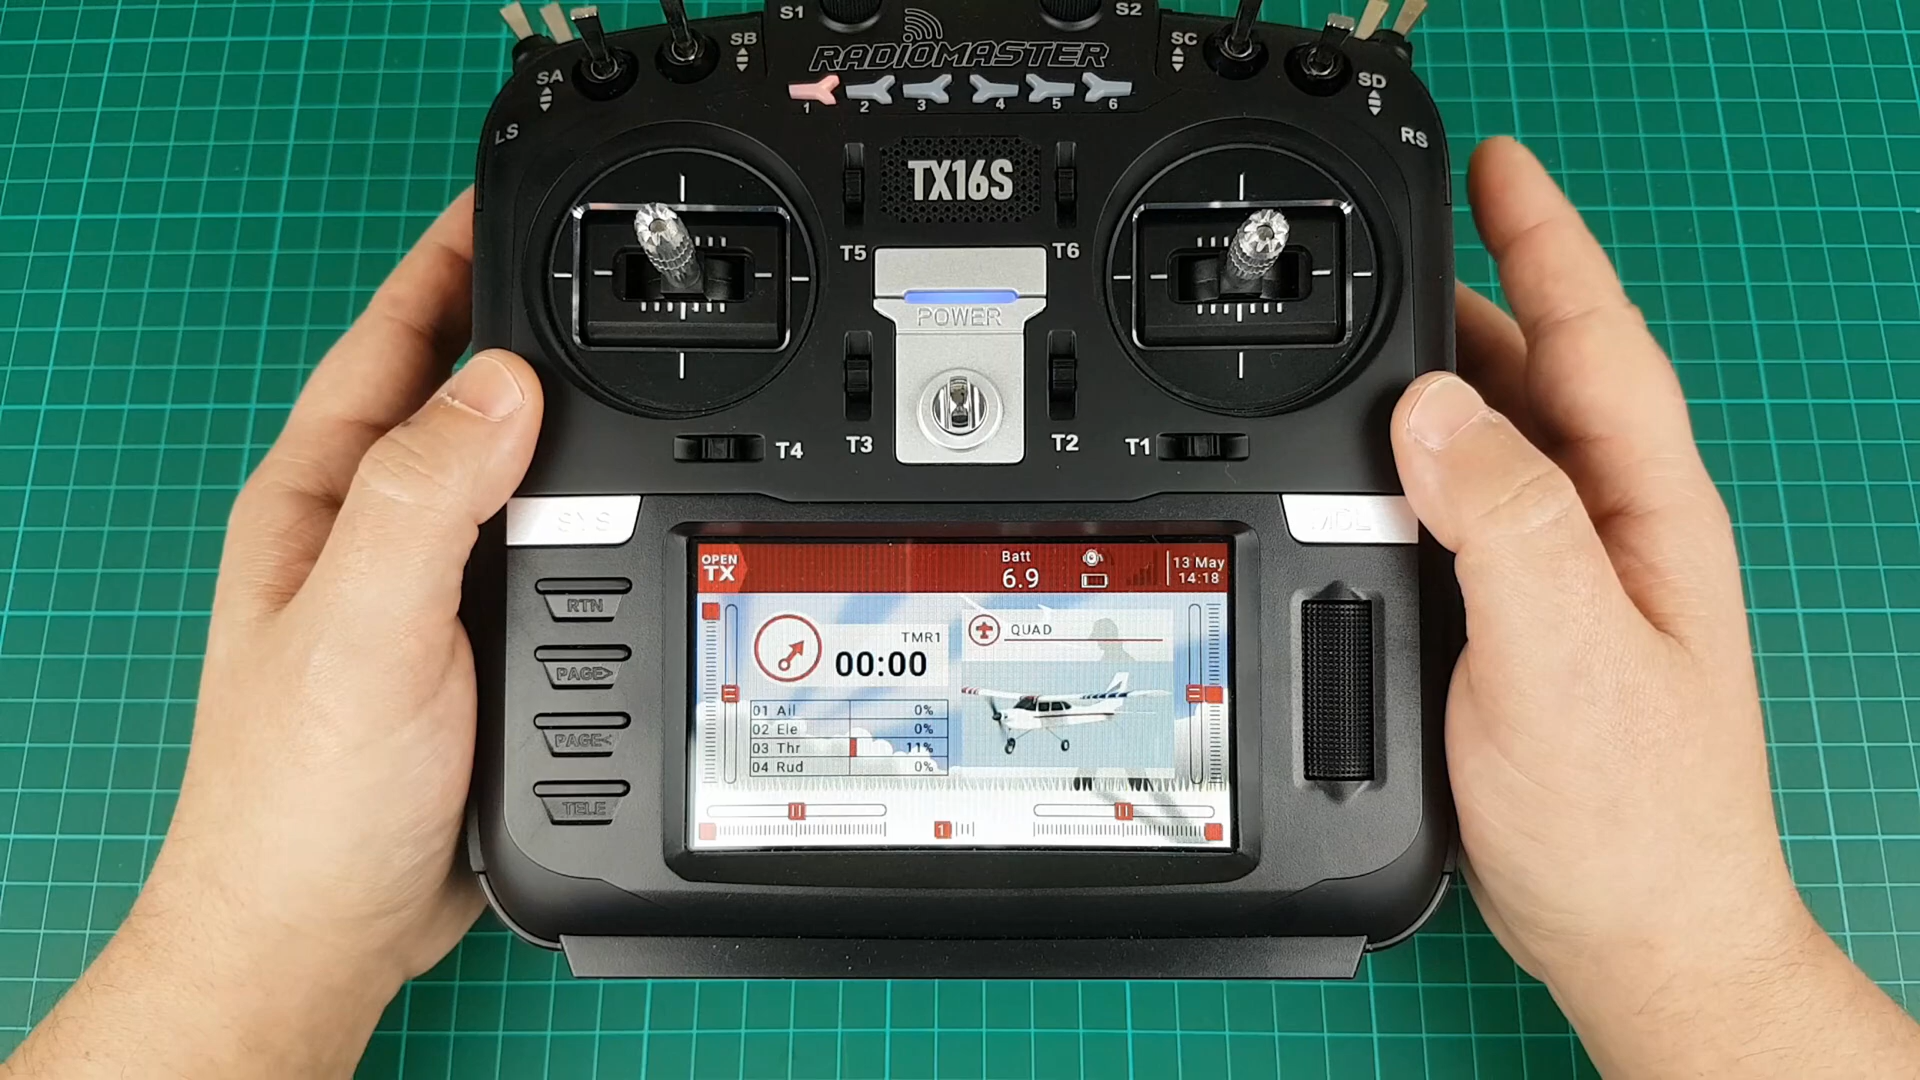 S1
S2
SB
SC
RADIOMASTER
SA
SD
1 2 3 4 5 6
LS
RS
TX16S
T5
T6
POWER
T4
T3
T2
T1
SYS
MDL
OPEN
TX
Batt
6.9
13 May
14:18
RTN
TMR1
00:00
QUAD
PAGE>
01 Ail 0%
02 Ele 0%
03 Thr 11%
04 Rud 0%
PAGE<
TELE
1